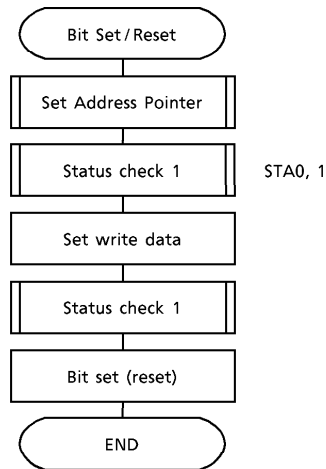 Bit Set / Reset
Set Address Pointer
Status check 1
STA0, 1
Set write data
Status check 1
Bit set (reset)
END